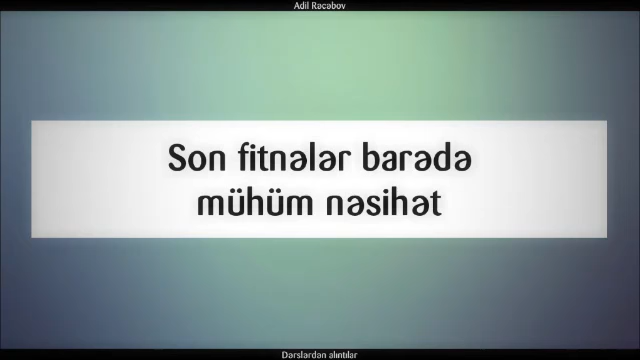 Adil Rəcəbov
Son fitnələr barədə
mühüm nəsihət
Dərslərdən alıntılar